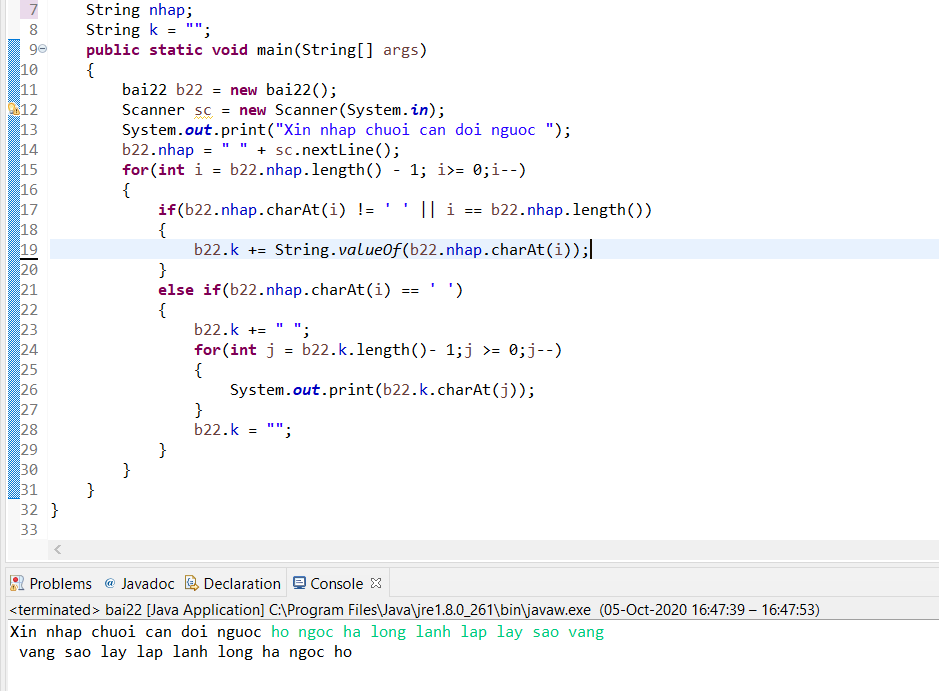 7 String nhap;
8 String k = "";
9 public static void main(String[] args)
10 {
11 bai22 b22 = new bai22();
12 Scanner sc = new Scanner(System.in);
13 System.out.print("Xin nhap chuoi can doi nguoc ");
14 b22.nhap = " " + sc.nextLine();
15 for(int i = b22.nhap.length() - 1; i>= 0;i--)
16 {
17 if(b22.nhap.charAt(i) != ' ' || i == b22.nhap.length())
18 {
19 b22.k += String.valueOf(b22.nhap.charAt(i));
20 }
21 else if(b22.nhap.charAt(i) == ' ')
22 {
23 b22.k += " ";
24 for(int j = b22.k.length()- 1;j >= 0;j--)
25 {
26 System.out.print(b22.k.charAt(j));
27 }
28 b22.k = "";
29 }
30 }
31 }
32 }
33
Problems @ Javadoc Declaration Console
<terminated> bai22 [Java Application] C:\Program Files\Java\jre1.8.0_261\bin\javaw.exe (05-Oct-2020 16:47:39 – 16:47:53)
Xin nhap chuoi can doi nguoc ho ngoc ha long lanh lap lay sao vang
vang sao lay lap lanh long ha ngoc ho